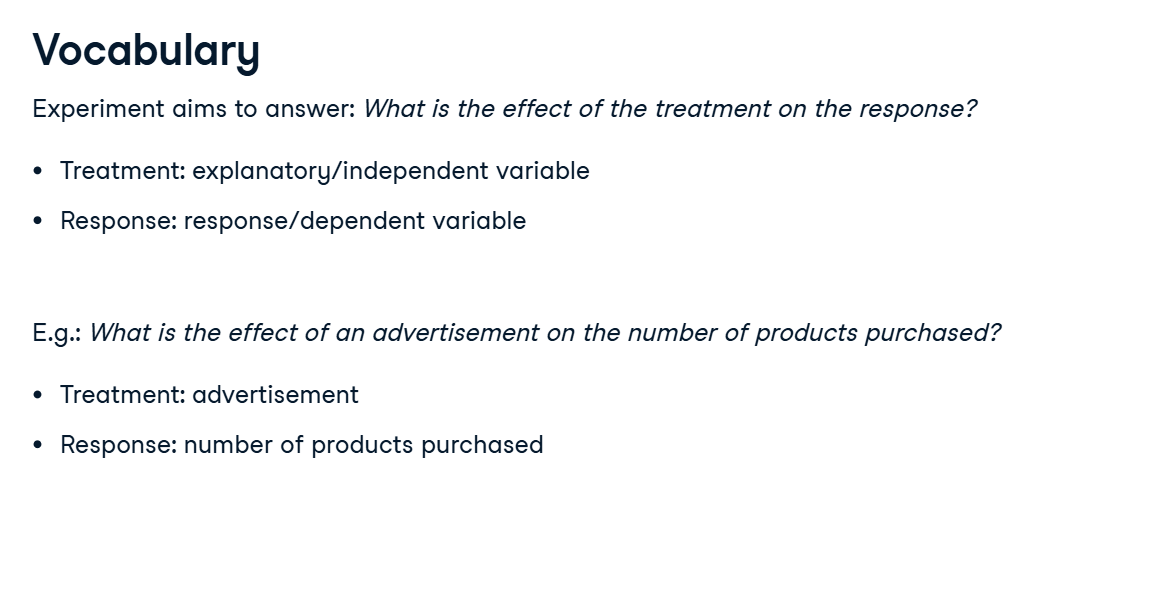 Vocabulary
Experiment aims to answer: What is the effect of the treatment on the response?
• Treatment: explanatory/independent variable
• Response: response/dependent variable
E.g.: What is the effect of an advertisement on the number of products purchased?
• Treatment: advertisement
• Response: number of products purchased